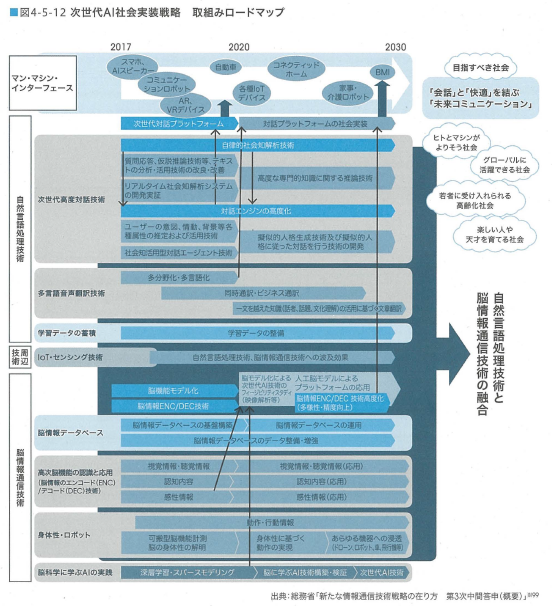 ■図4-5-12 次世代AI社会実装戦略　取組みロードマップ
2017
2020
2030
マン・マシン・
インターフェース
スマホ、
AIスピーカー
コミュニケー
ションロボット
AR、
VRデバイス
自動車
各種IoT
デバイス
コネクティッド
ホーム
家事・
介護ロボット
BMI
目指すべき社会
「会話」と「快適」を結ぶ
「未来コミュニケーション」
ヒトとマシンが
よりそう社会
グローバルに
活躍できる社会
若者に受け入れられる
高齢化社会
楽しい人や
天才を育てる社会
自然言語処理技術
次世代対話プラットフォーム
対話プラットフォームの社会実装
次世代高度対話技術
自律的社会知解析技術
質問応答、仮説推論技術等、テキスト
の分析・活用技術の改良・改善
リアルタイム社会知解析システム
の開発実証
高度な専門的知識に関する推論技術
対話エンジンの高度化
ユーザーの意図、情動、背景等各
種属性の推定および活用技術
社会知活用型対話エージェント技術
擬似的人格生成技術及び擬似的人
格に従った対話を行う技術の開発
多言語音声翻訳技術
多分野化・多言語化
同時通訳・ビジネス通訳
一文を越えた知識(話者、話題、文化理解)の活用に基づく文章翻訳
学習データの蓄積
学習データの整備
周辺技術
IoT・センシング技術
自然言語処理技術、脳情報通信技術への波及効果
脳情報通信技術
脳機能モデル化
脳情報ENC/DEC技術
脳モデル化による
次世代AI技術の
フィージビリティスタディ
(映像解析等)
人工脳モデルによる
プラットフォームの応用
脳情報ENC/DEC 技術高度化
(多様性・精度向上)
脳情報データベース
脳情報データベースの基盤構築
脳情報データベースの運用
脳情報データベースのデータ整備・増強
高次脳機能の認識と応用
(脳情報のエンコード(ENC)
/デコード(DEC)技術)
視覚情報・聴覚情報
視覚情報・聴覚情報(応用)
認知内容
認知内容(応用)
感性情報
感性情報(応用)
身体性・ロボット
動作・行動情報
可搬型脳機能計測
脳の身体性の解明
身体性に基づく
動作の実現
あらゆる機器への浸透
(ドローン、ロボット、車、飛行機等)
脳科学に学ぶAIの実践
深層学習・スパースモデリング
脳に学ぶAI技術構築・検証
次世代AI技術
自然言語処理技術と
脳情報通信技術の融合
出典：総務省「新たな情報通信技術戦略の在り方　第3次中間答申(概要)」※99